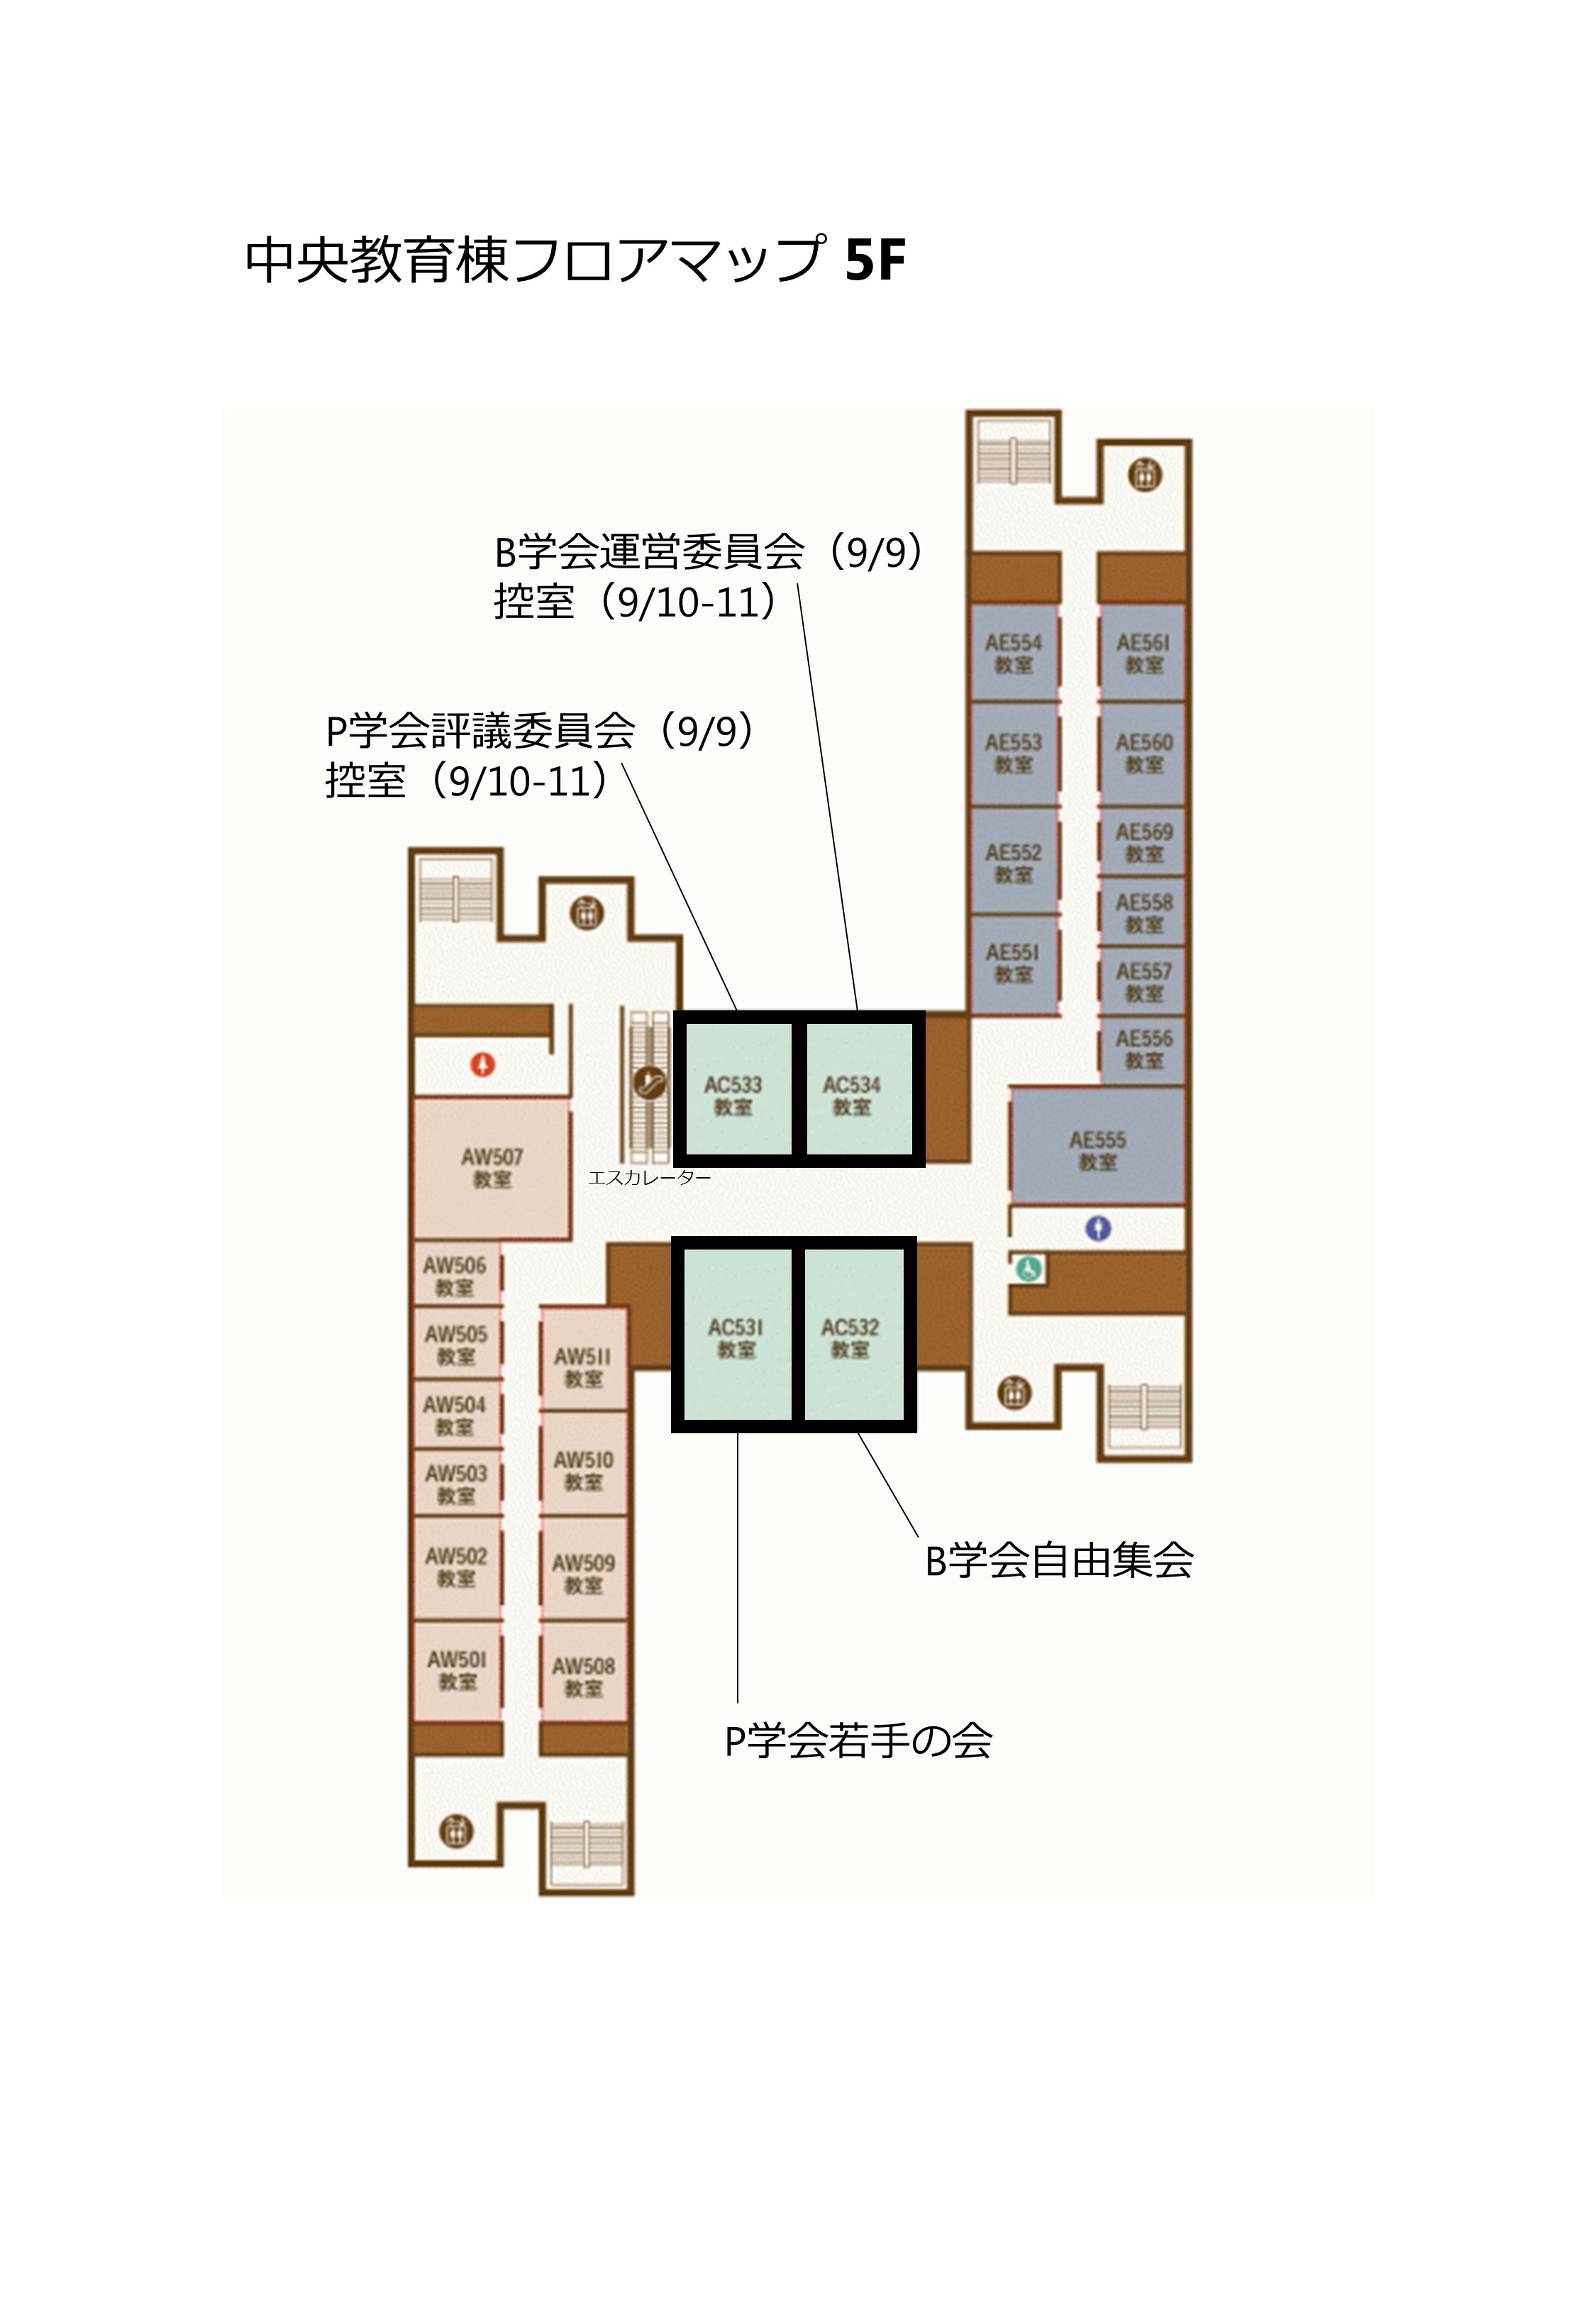 中央教育棟フロアマップ 5F
B学会運営委員会（9/9）
控室（9/10-11）
P学会評議委員会（9/9）
控室（9/10-11）
AE554
教室
AE561
教室
AE553
教室
AE560
教室
AE552
教室
AE569
教室
AE558
教室
AE551
教室
AE557
教室
AE556
教室
AC533
教室
AC534
教室
AE555
教室
AW507
教室
エスカレーター
AW506
教室
AC531
教室
AC532
教室
AW505
教室
AW511
教室
AW504
教室
AW510
教室
AW503
教室
AW502
教室
AW509
教室
B学会自由集会
AW501
教室
AW508
教室
P学会若手の会